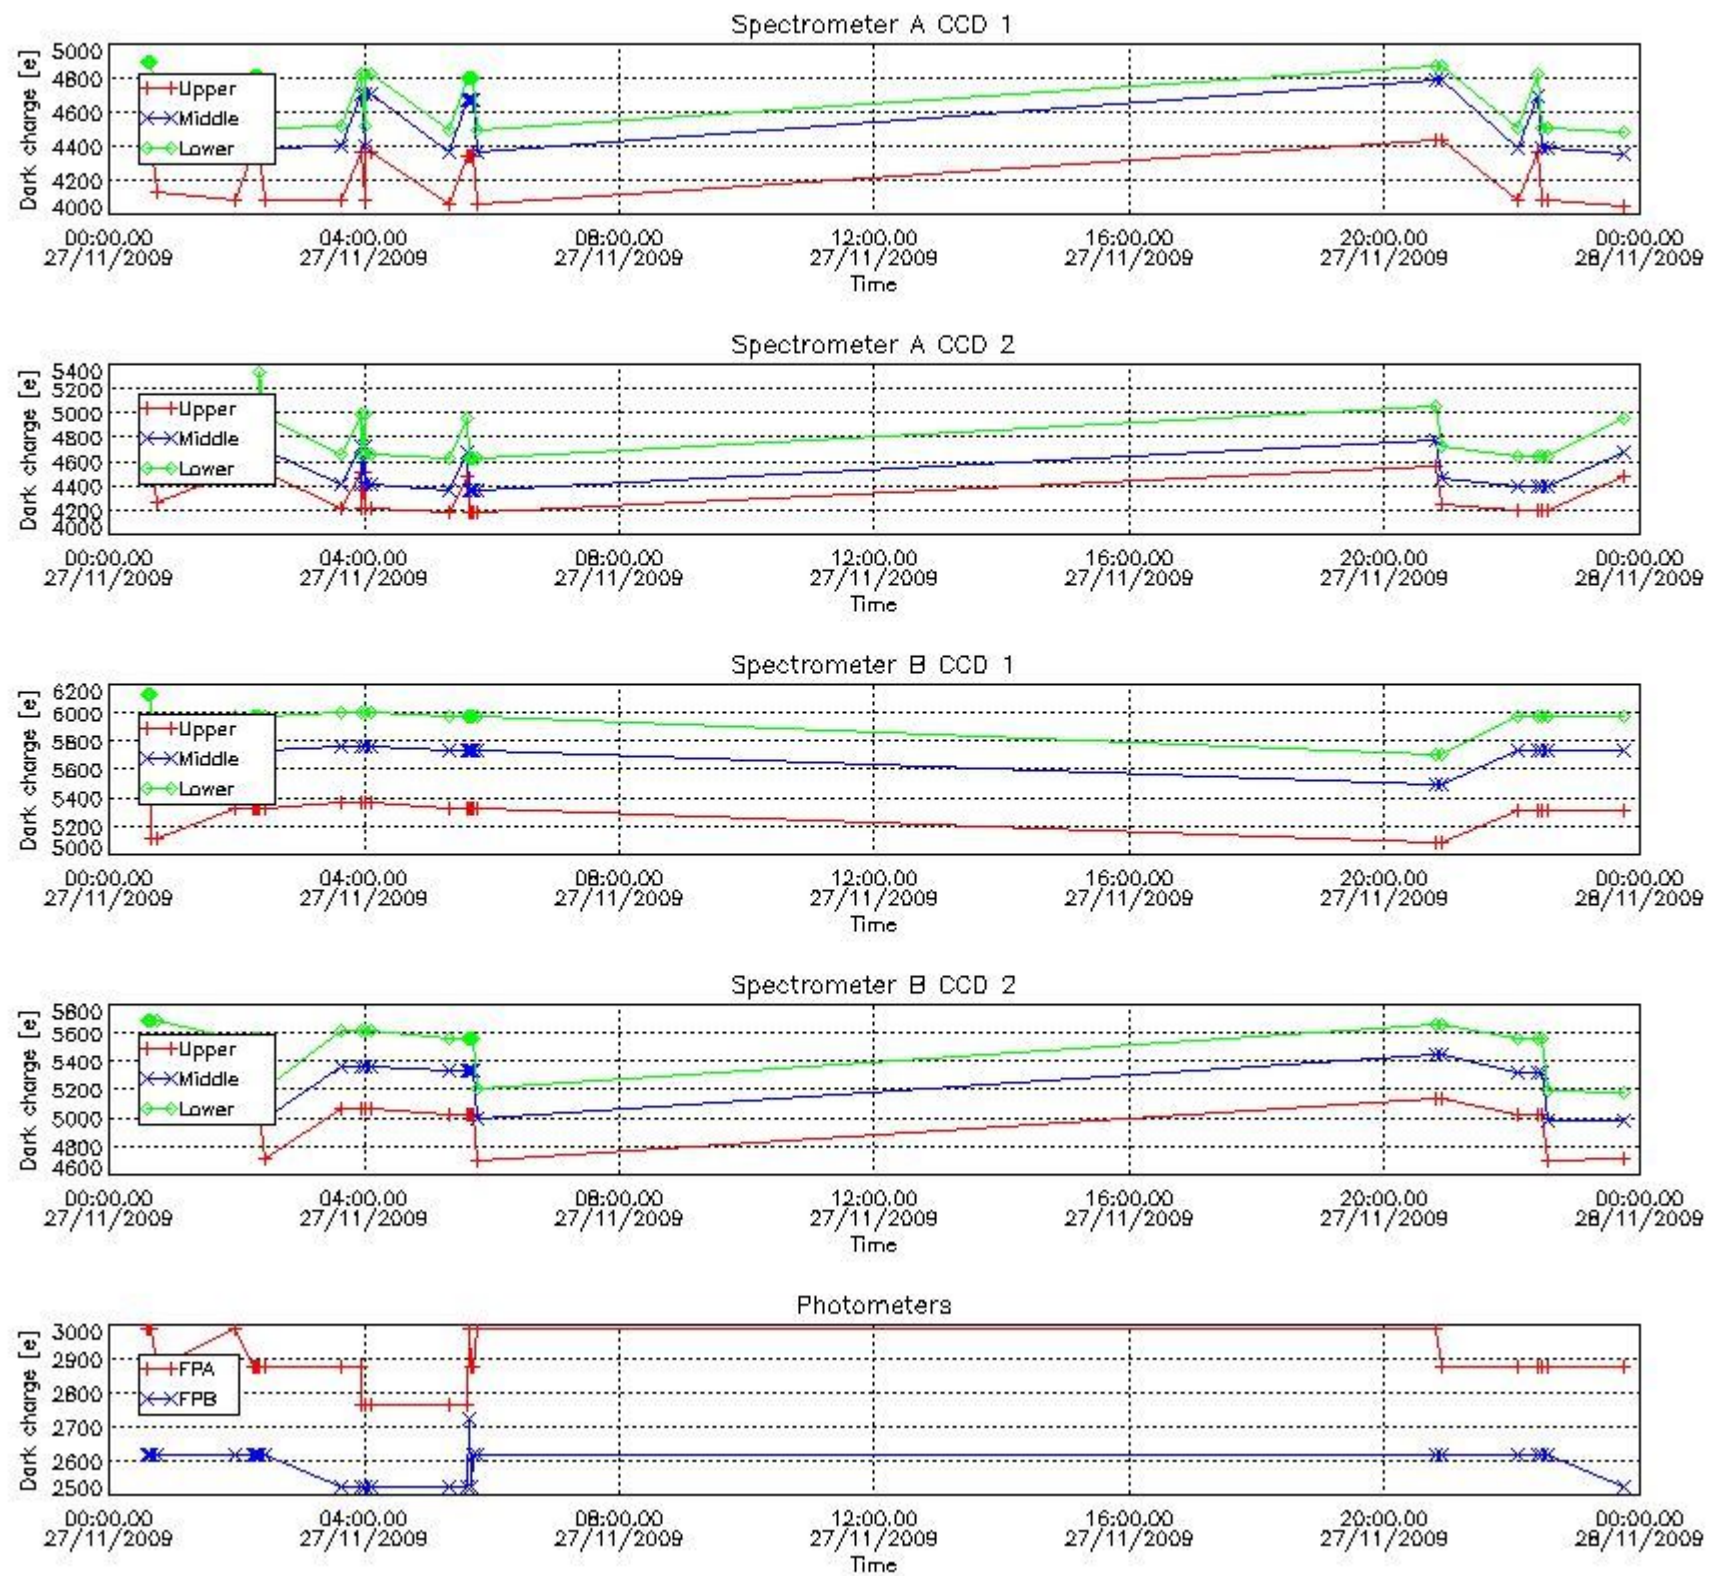 Spectrometer A CCD 1
Dark charge [e]
5000
4800
4600
4400
4200
4000
Upper
Middle
Lower
00:00.00 04:00.00 08:00.00 12:00.00 16:00.00 20:00.00 00:00.00
27/11/2009 27/11/2009 27/11/2009 27/11/2009 27/11/2009 27/11/2009 28/11/2009
Time
Spectrometer A CCD 2
Dark charge [e]
5400
5200
5000
4800
4600
4400
4200
4000
Upper
Middle
Lower
00:00.00 04:00.00 08:00.00 12:00.00 16:00.00 20:00.00 00:00.00
27/11/2009 27/11/2009 27/11/2009 27/11/2009 27/11/2009 27/11/2009 28/11/2009
Time
Spectrometer B CCD 1
Dark charge [e]
6200
6000
5800
5600
5400
5200
5000
Upper
Middle
Lower
00:00.00 04:00.00 08:00.00 12:00.00 16:00.00 20:00.00 00:00.00
27/11/2009 27/11/2009 27/11/2009 27/11/2009 27/11/2009 27/11/2009 28/11/2009
Time
Spectrometer B CCD 2
Dark charge [e]
5800
5600
5400
5200
5000
4800
4600
Upper
Middle
Lower
00:00.00 04:00.00 08:00.00 12:00.00 16:00.00 20:00.00 00:00.00
27/11/2009 27/11/2009 27/11/2009 27/11/2009 27/11/2009 27/11/2009 28/11/2009
Time
Photometers
Dark charge [e]
3000
2900
2800
2700
2600
2500
FPA
FPB
00:00.00 04:00.00 08:00.00 12:00.00 16:00.00 20:00.00 00:00.00
27/11/2009 27/11/2009 27/11/2009 27/11/2009 27/11/2009 27/11/2009 28/11/2009
Time